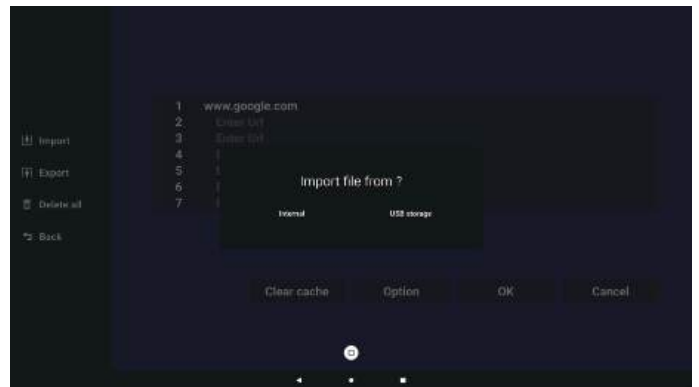 Import
Export
Delete all
Back
1 www.google.com
2 Enter Url
3 Enter Url
4
5
6
7
Import file from ?
Internal USB storage
Clear cache Option OK Cancel